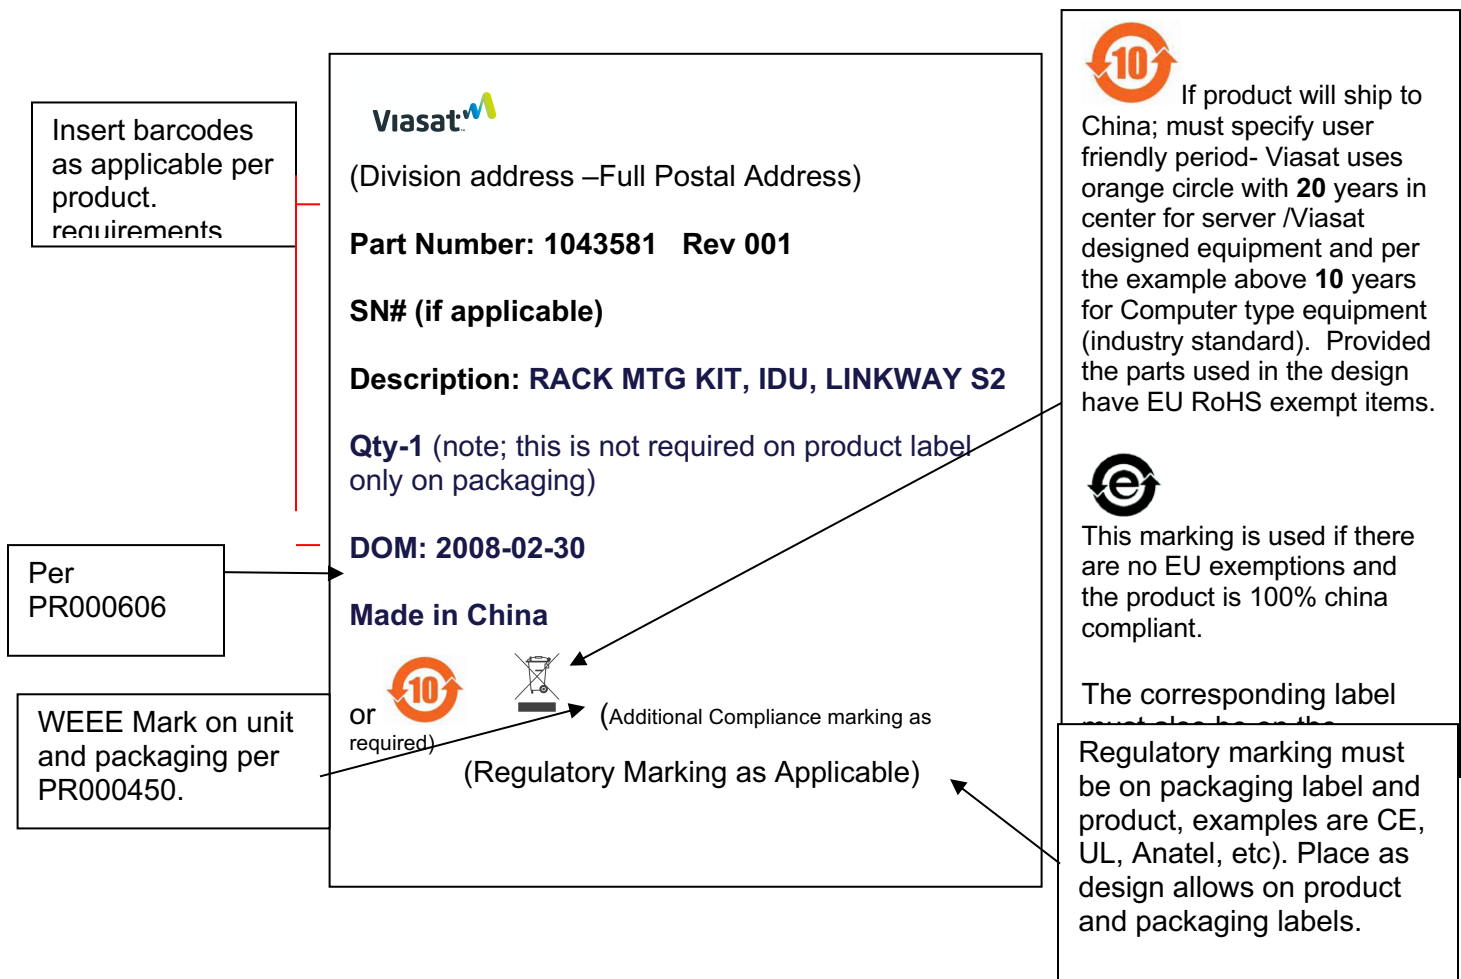 Insert barcodes
as applicable per
product.
requirements
Per
PR000606
WEEE Mark on unit
and packaging per
PR000450.
Viasat™
(Division address –Full Postal Address)
Part Number: 1043581 Rev 001
SN# (if applicable)
Description: RACK MTG KIT, IDU, LINKWAY S2
Qty-1 (note; this is not required on product label
only on packaging)
DOM: 2008-02-30
Made in China
or 10 (Additional Compliance marking as
required)
(Regulatory Marking as Applicable)
10 If product will ship to
China; must specify user
friendly period- Viasat uses
orange circle with 20 years in
center for server /Viasat
designed equipment and per
the example above 10 years
for Computer type equipment
(industry standard). Provided
the parts used in the design
have EU RoHS exempt items.
e
This marking is used if there
are no EU exemptions and
the product is 100% china
compliant.
The corresponding label
must also be on the
Regulatory marking must
be on packaging label and
product, examples are CE,
UL, Anatel, etc). Place as
design allows on product
and packaging labels.